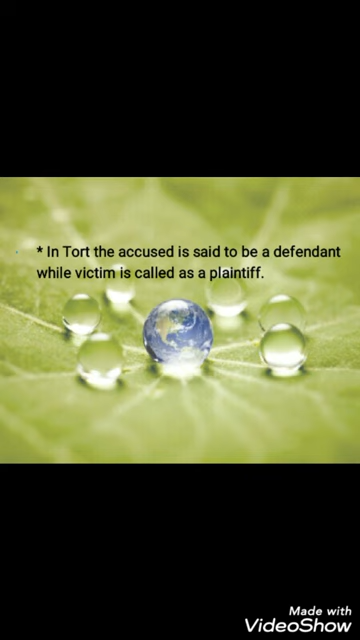 * In Tort the accused is said to be a defendant
while victim is called as a plaintiff.
Made with
VideoShow